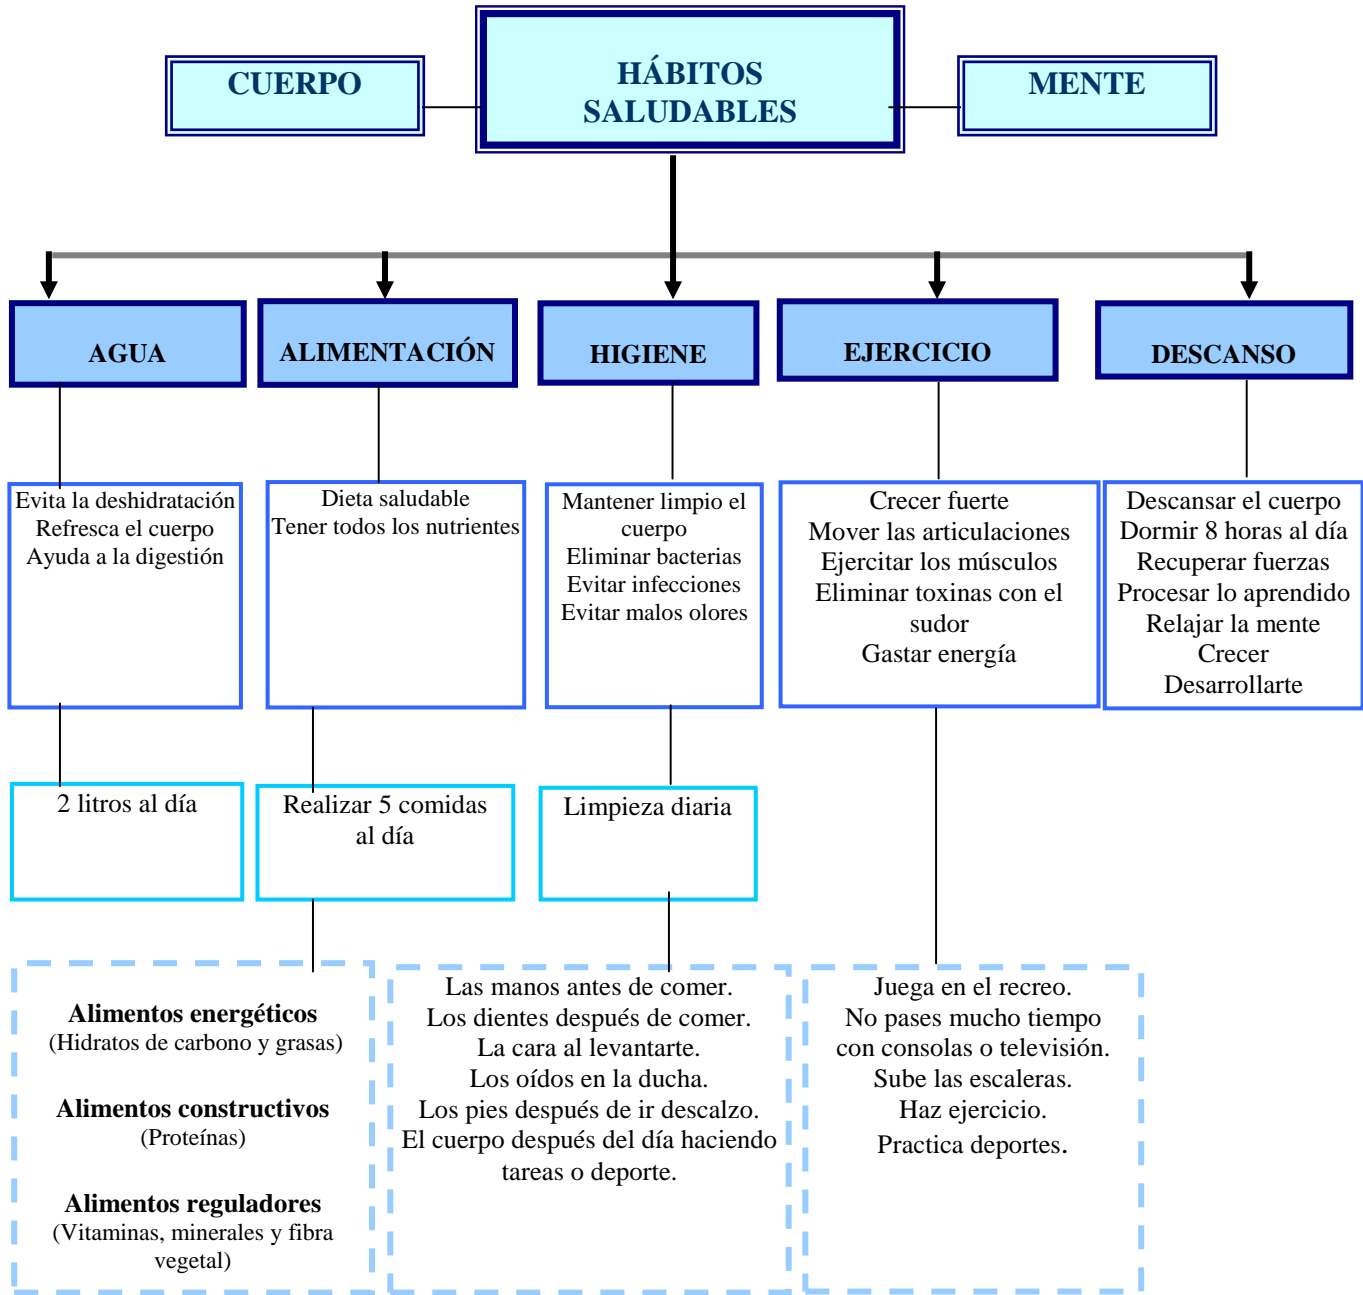 CUERPO
HÁBITOS
SALUDABLES
MENTE
AGUA
ALIMENTACIÓN
HIGIENE
EJERCICIO
DESCANSO
Evita la deshidratación
Refresca el cuerpo
Ayuda a la digestión
Dieta saludable
Tener todos los nutrientes
Mantener limpio el
cuerpo
Eliminar bacterias
Evitar infecciones
Evitar malos olores
Crecer fuerte
Mover las articulaciones
Ejercitar los músculos
Eliminar toxinas con el
sudor
Gastar energía
Descansar el cuerpo
Dormir 8 horas al día
Recuperar fuerzas
Procesar lo aprendido
Relajar la mente
Crecer
Desarrollarte
2 litros al día
Realizar 5 comidas
al día
Limpieza diaria
Alimentos energéticos
(Hidratos de carbono y grasas)
Alimentos constructivos
(Proteínas)
Alimentos reguladores
(Vitaminas, minerales y fibra
vegetal)
Las manos antes de comer.
Los dientes después de comer.
La cara al levantarte.
Los oídos en la ducha.
Los pies después de ir descalzo.
El cuerpo después del día haciendo
tareas o deporte.
Juega en el recreo.
No pases mucho tiempo
con consolas o televisión.
Sube las escaleras.
Haz ejercicio.
Practica deportes.